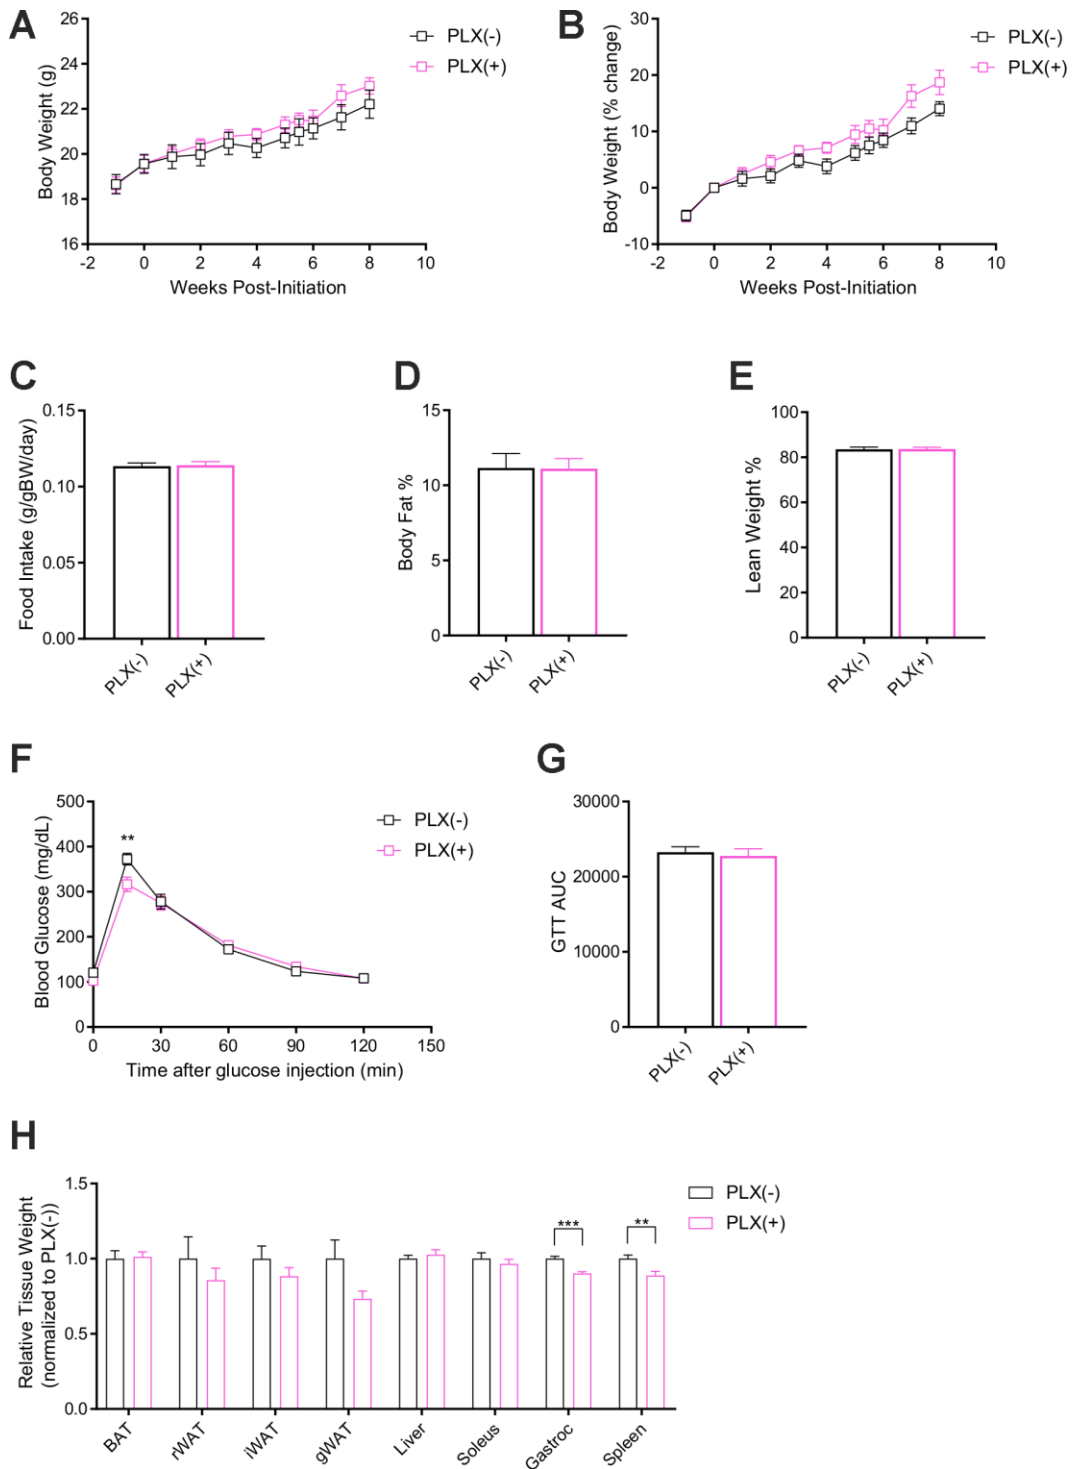 A
Body Weight (g)
26
24
22
20
18
16
-2
0
2
4
6
8
10
Weeks Post-Initiation
PLX(-)
PLX(+)
B
Body Weight (% change)
30
20
10
0
-10
-2
0
2
4
6
8
10
Weeks Post-Initiation
PLX(-)
PLX(+)
C
Food Intake (g/gBW/day)
0.15
0.10
0.05
0.00
PLX(-)
PLX(+)
D
Body Fat %
15
10
5
0
PLX(-)
PLX(+)
E
Lean Weight %
100
80
60
40
20
0
PLX(-)
PLX(+)
F
Blood Glucose (mg/dL)
500
400
300
200
100
0
**
0
30
60
90
120
150
Time after glucose injection (min)
PLX(-)
PLX(+)
G
GTT AUC
30000
20000
10000
0
PLX(-)
PLX(+)
H
Relative Tissue Weight
(normalized to PLX(-))
1.5
1.0
0.5
0.0
***
**
BAT
rWAT
iWAT
gWAT
Liver
Soleus
Gastroc
Spleen
PLX(-)
PLX(+)